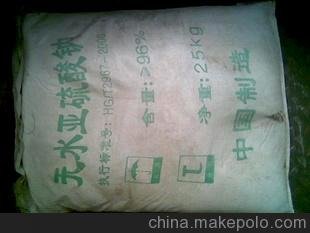 无水亚硫酸钠
执行标准号:HG/T2967-2000
含量:≥96%
净重:25kg
中国制造
china.makepolo.com